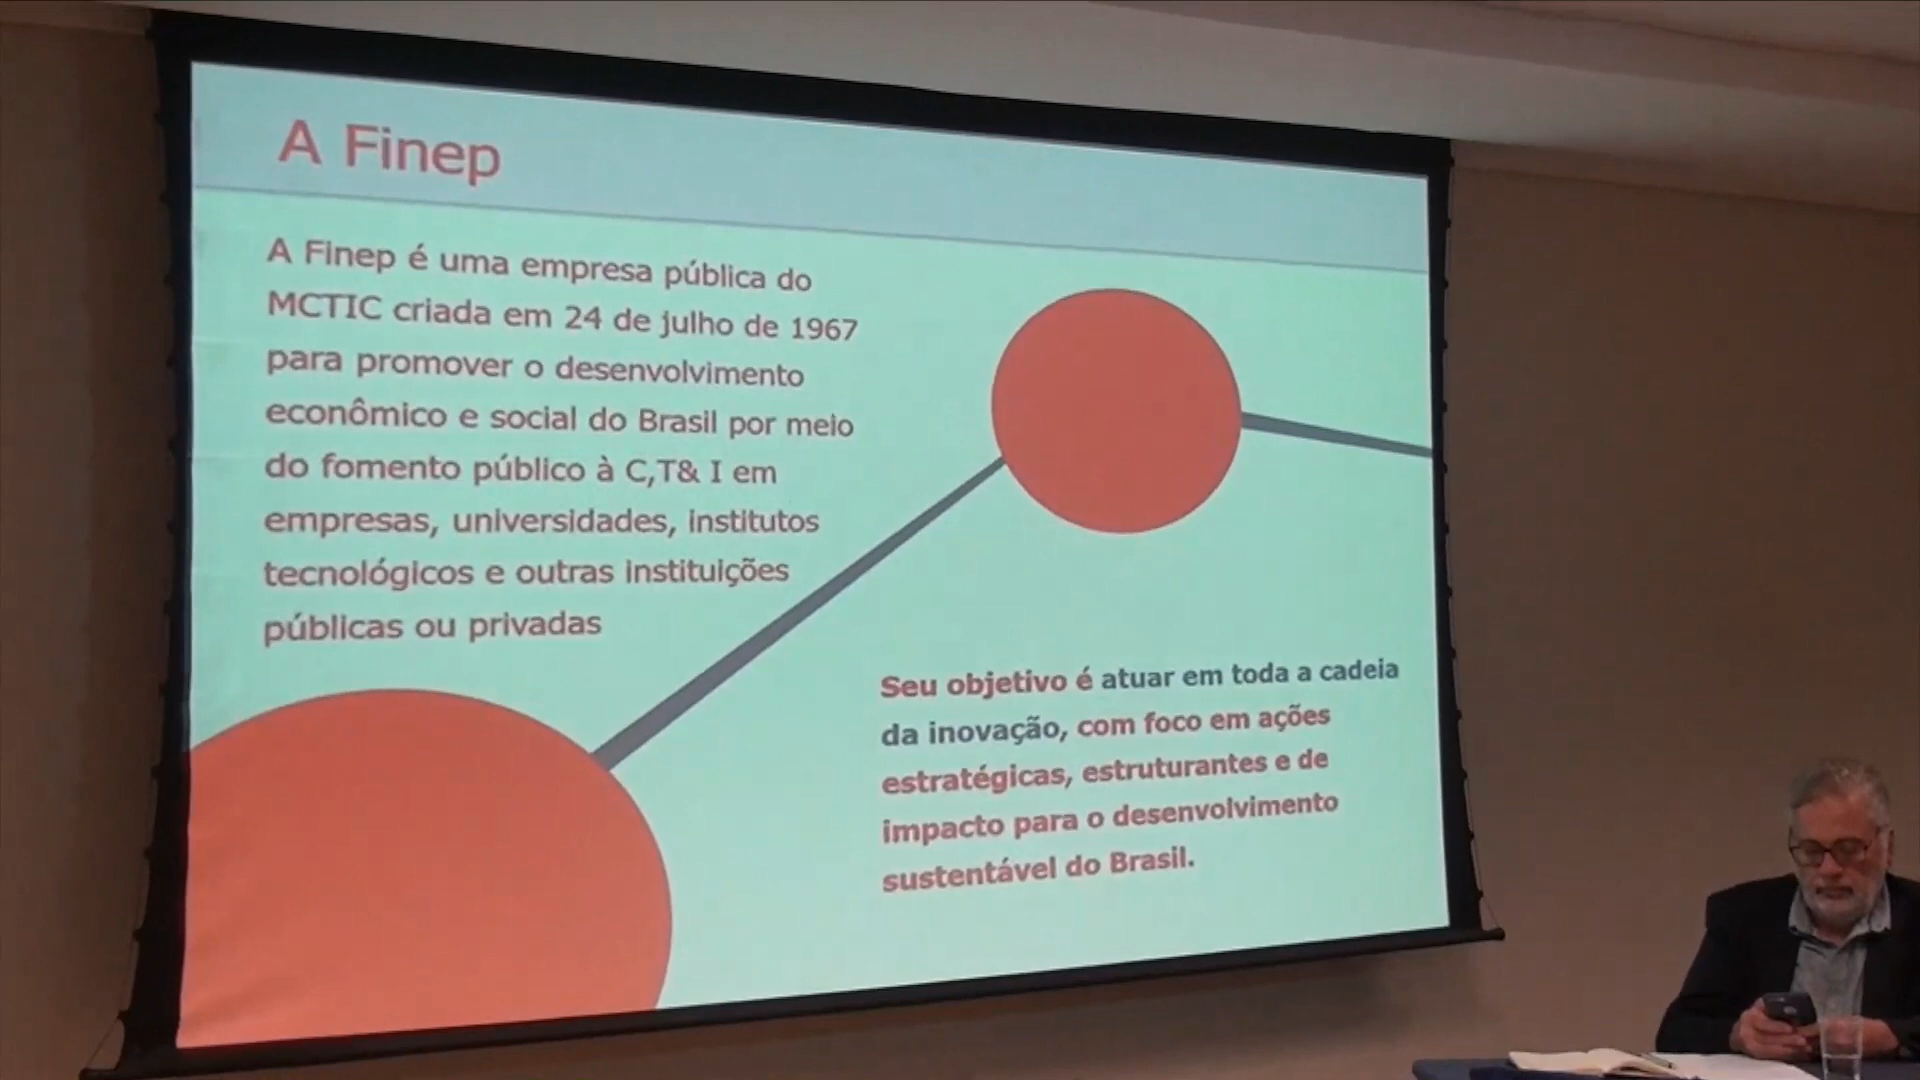 A Finep
A Finep é uma empresa pública do
MCTIC criada em 24 de julho de 1967
para promover o desenvolvimento
econômico e social do Brasil por meio
do fomento público à C,T& I em
empresas, universidades, institutos
tecnológicos e outras instituições
públicas ou privadas
Seu objetivo é atuar em toda a cadeia
da inovação, com foco em ações
estratégicas, estruturantes e de
impacto para o desenvolvimento
sustentável do Brasil.